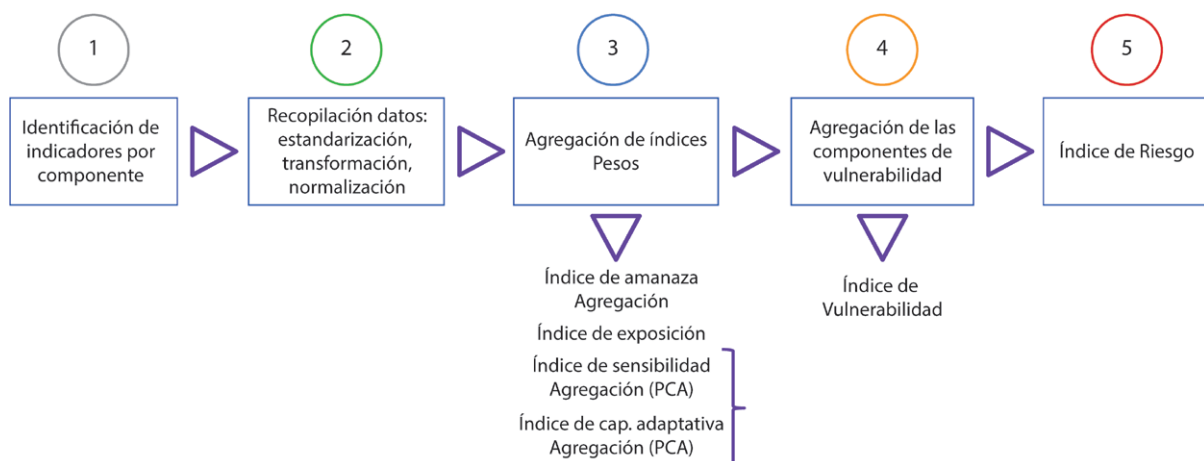 1
2
3
4
5
Identificación de
indicadores por
componente
Recopilación datos:
estandarización,
transformación,
normalización
Agregación de índices
Pesos
Agregación de las
componentes de
vulnerabilidad
Índice de Riesgo
Índice de amanaza
Agregación
Índice de exposición
Índice de sensibilidad
Agregación (PCA)
Índice de cap. adaptativa
Agregación (PCA)
Índice de
Vulnerabilidad